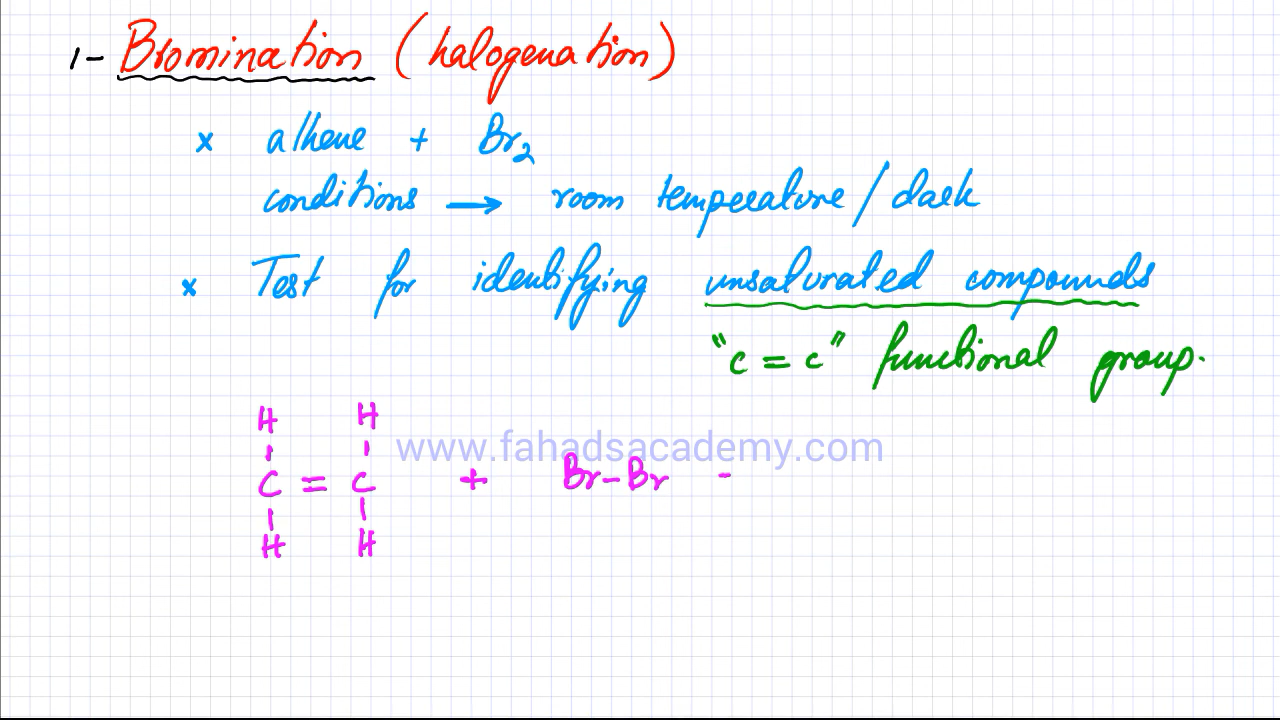 1- Bromination (halogenation)
x alkene + Br₂
conditions → room temperature/dark
x Test for identifying unsaturated compounds
"c = c" functional group.
H H
www.fahadsacademy.com
C = C + Br-Br -
H H